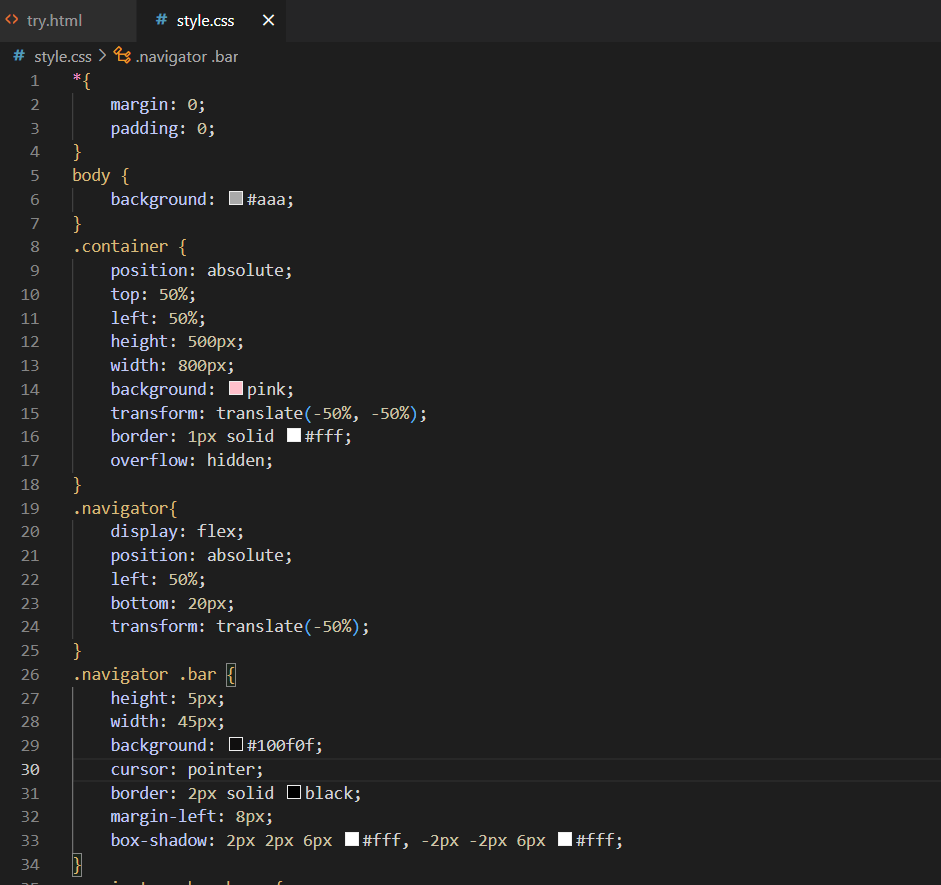 try.html
# style.css ×
# style.css > .navigator .bar
1 *{
2 margin: 0;
3 padding: 0;
4 }
5 body {
6 background: #aaa;
7 }
8 .container {
9 position: absolute;
10 top: 50%;
11 left: 50%;
12 height: 500px;
13 width: 800px;
14 background: pink;
15 transform: translate(-50%, -50%);
16 border: 1px solid #fff;
17 overflow: hidden;
18 }
19 .navigator{
20 display: flex;
21 position: absolute;
22 left: 50%;
23 bottom: 20px;
24 transform: translate(-50%);
25 }
26 .navigator .bar {
27 height: 5px;
28 width: 45px;
29 background: #100f0f;
30 cursor: pointer;
31 border: 2px solid black;
32 margin-left: 8px;
33 box-shadow: 2px 2px 6px #fff, -2px -2px 6px #fff;
34 }